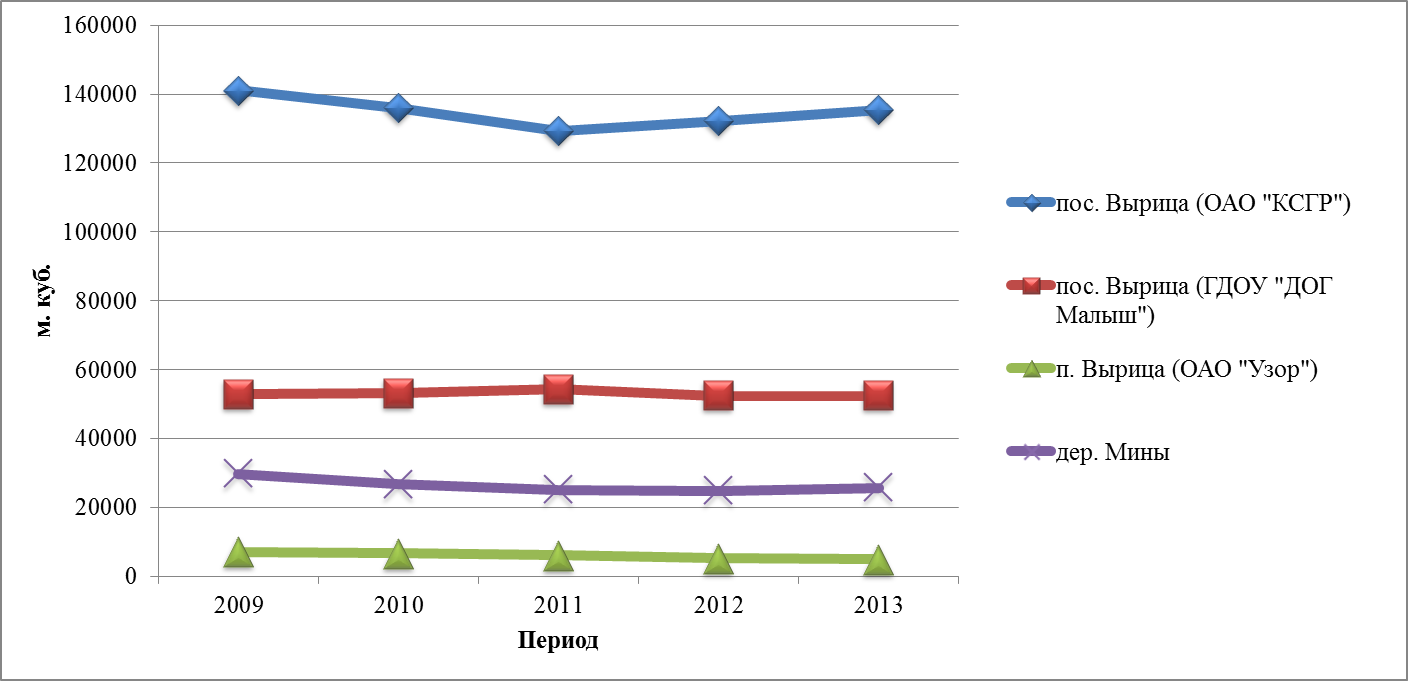 160000
140000
120000
100000
80000
60000
40000
20000
0
м. куб.
2009 2010 2011 2012 2013
Период
пос. Вырица (ОАО "КСГР")
пос. Вырица (ГДОУ "ДОГ
Малыш")
п. Вырица (ОАО "Узор")
дер. Мины